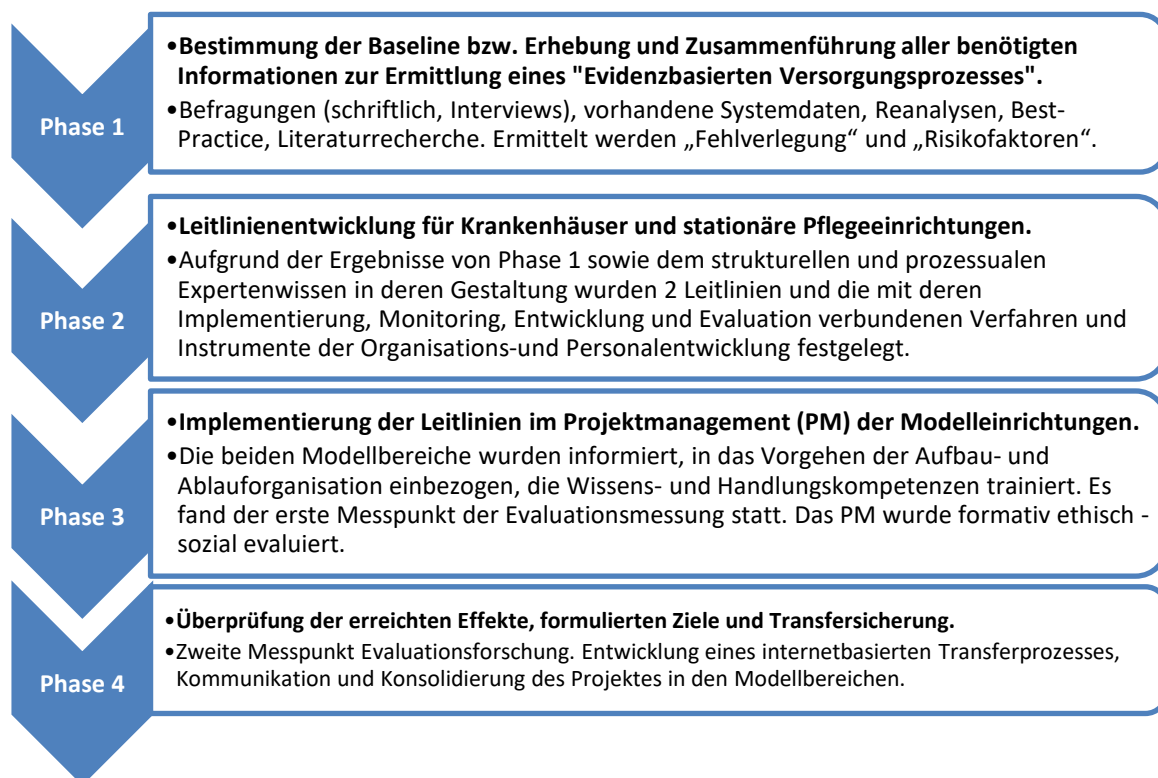 Phase 1
•Bestimmung der Baseline bzw. Erhebung und Zusammenführung aller benötigten
Informationen zur Ermittlung eines "Evidenzbasierten Versorgungsprozesses".
•Befragungen (schriftlich, Interviews), vorhandene Systemdaten, Reanalysen, Best-
Practice, Literaturrecherche. Ermittelt werden „Fehlverlegung“ und „Risikofaktoren“.
Phase 2
•Leitlinienentwicklung für Krankenhäuser und stationäre Pflegeeinrichtungen.
•Aufgrund der Ergebnisse von Phase 1 sowie dem strukturellen und prozessualen
Expertenwissen in deren Gestaltung wurden 2 Leitlinien und die mit deren
Implementierung, Monitoring, Entwicklung und Evaluation verbundenen Verfahren und
Instrumente der Organisations-und Personalentwicklung festgelegt.
Phase 3
•Implementierung der Leitlinien im Projektmanagement (PM) der Modelleinrichtungen.
•Die beiden Modellbereiche wurden informiert, in das Vorgehen der Aufbau- und
Ablauforganisation einbezogen, die Wissens- und Handlungskompetenzen trainiert. Es
fand der erste Messpunkt der Evaluationsmessung statt. Das PM wurde formativ ethisch -
sozial evaluiert.
Phase 4
•Überprüfung der erreichten Effekte, formulierten Ziele und Transfersicherung.
•Zweite Messpunkt Evaluationsforschung. Entwicklung eines internetbasierten Transferprozesses,
Kommunikation und Konsolidierung des Projektes in den Modellbereichen.